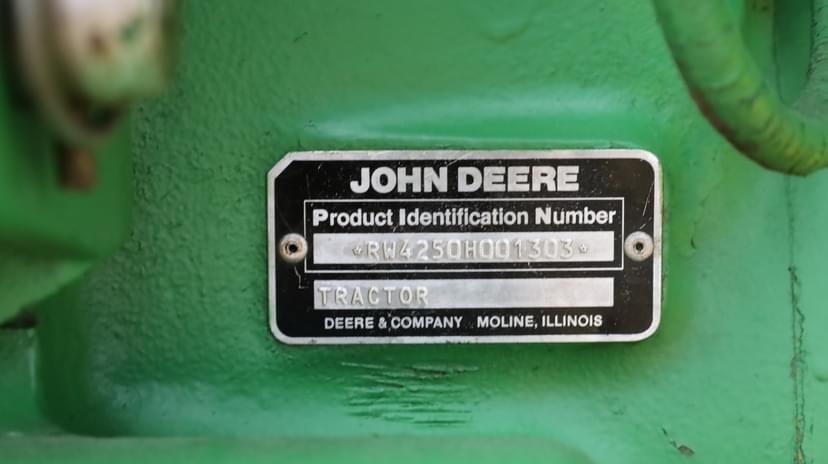 JOHN DEERE
Product Identification Number
*RW4250H001303*
TRACTOR
DEERE & COMPANY MOLINE, ILLINOIS